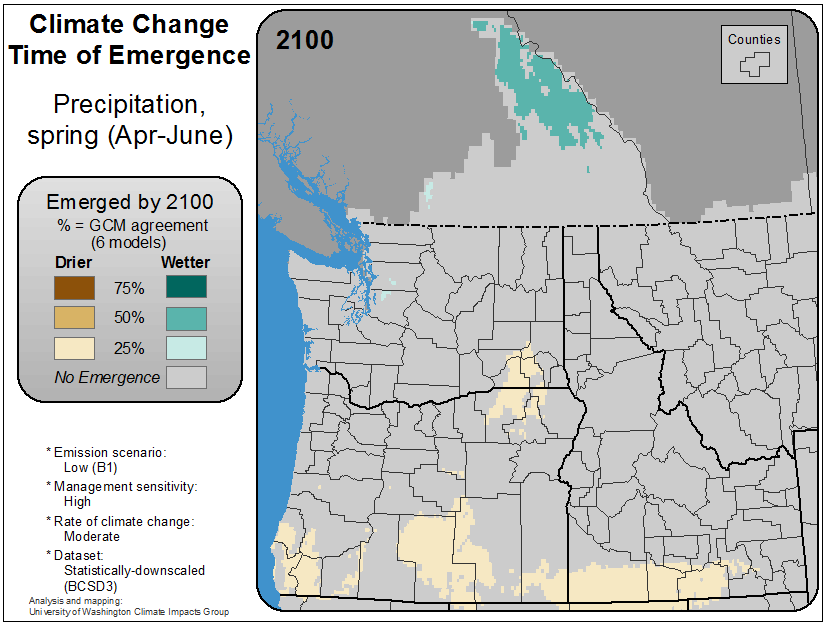 Climate Change
Time of Emergence
Precipitation,
spring (Apr-June)
Emerged by 2100
% = GCM agreement
(6 models)
Drier Wetter
75%
50%
25%
No Emergence
* Emission scenario:
Low (B1)
* Management sensitivity:
High
* Rate of climate change:
Moderate
* Dataset:
Statistically-downscaled
(BCSD3)
Analysis and mapping:
University of Washington Climate Impacts Group
2100
Counties